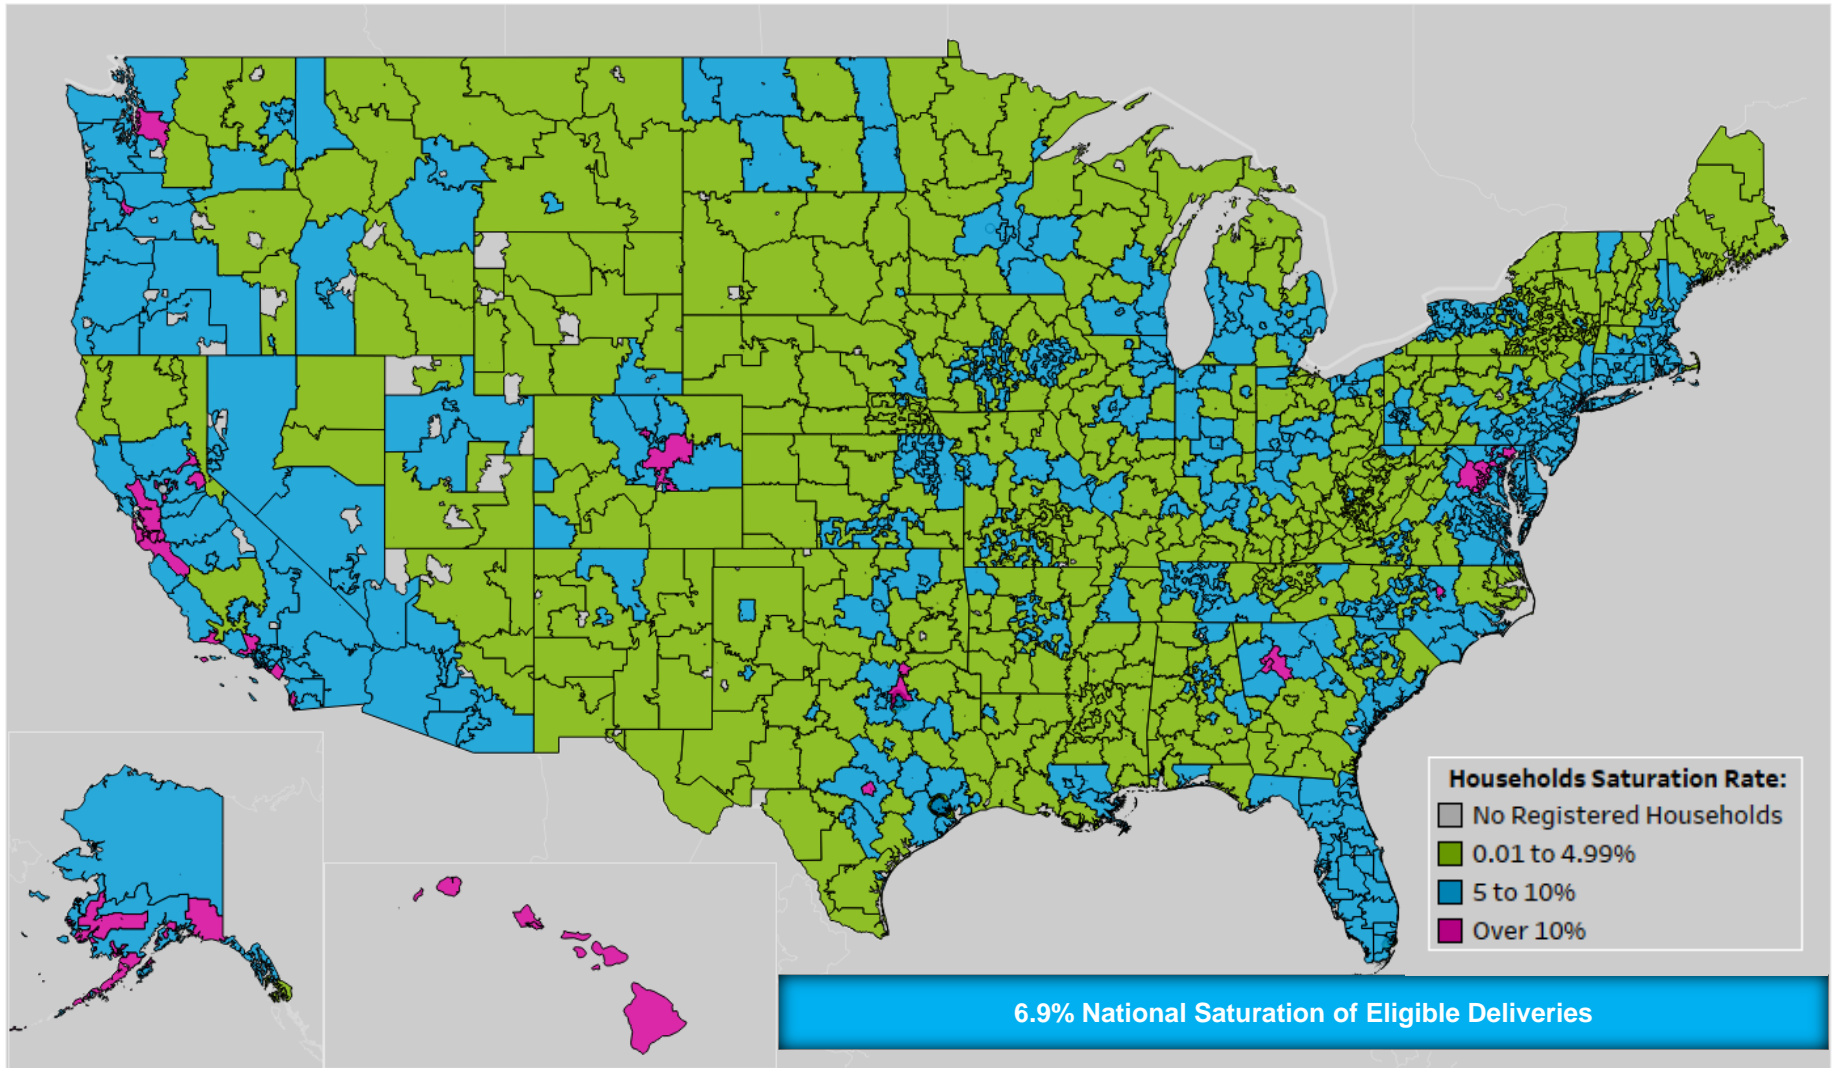 Households Saturation Rate:
No Registered Households
0.01 to 4.99%
5 to 10%
Over 10%
6.9% National Saturation of Eligible Deliveries